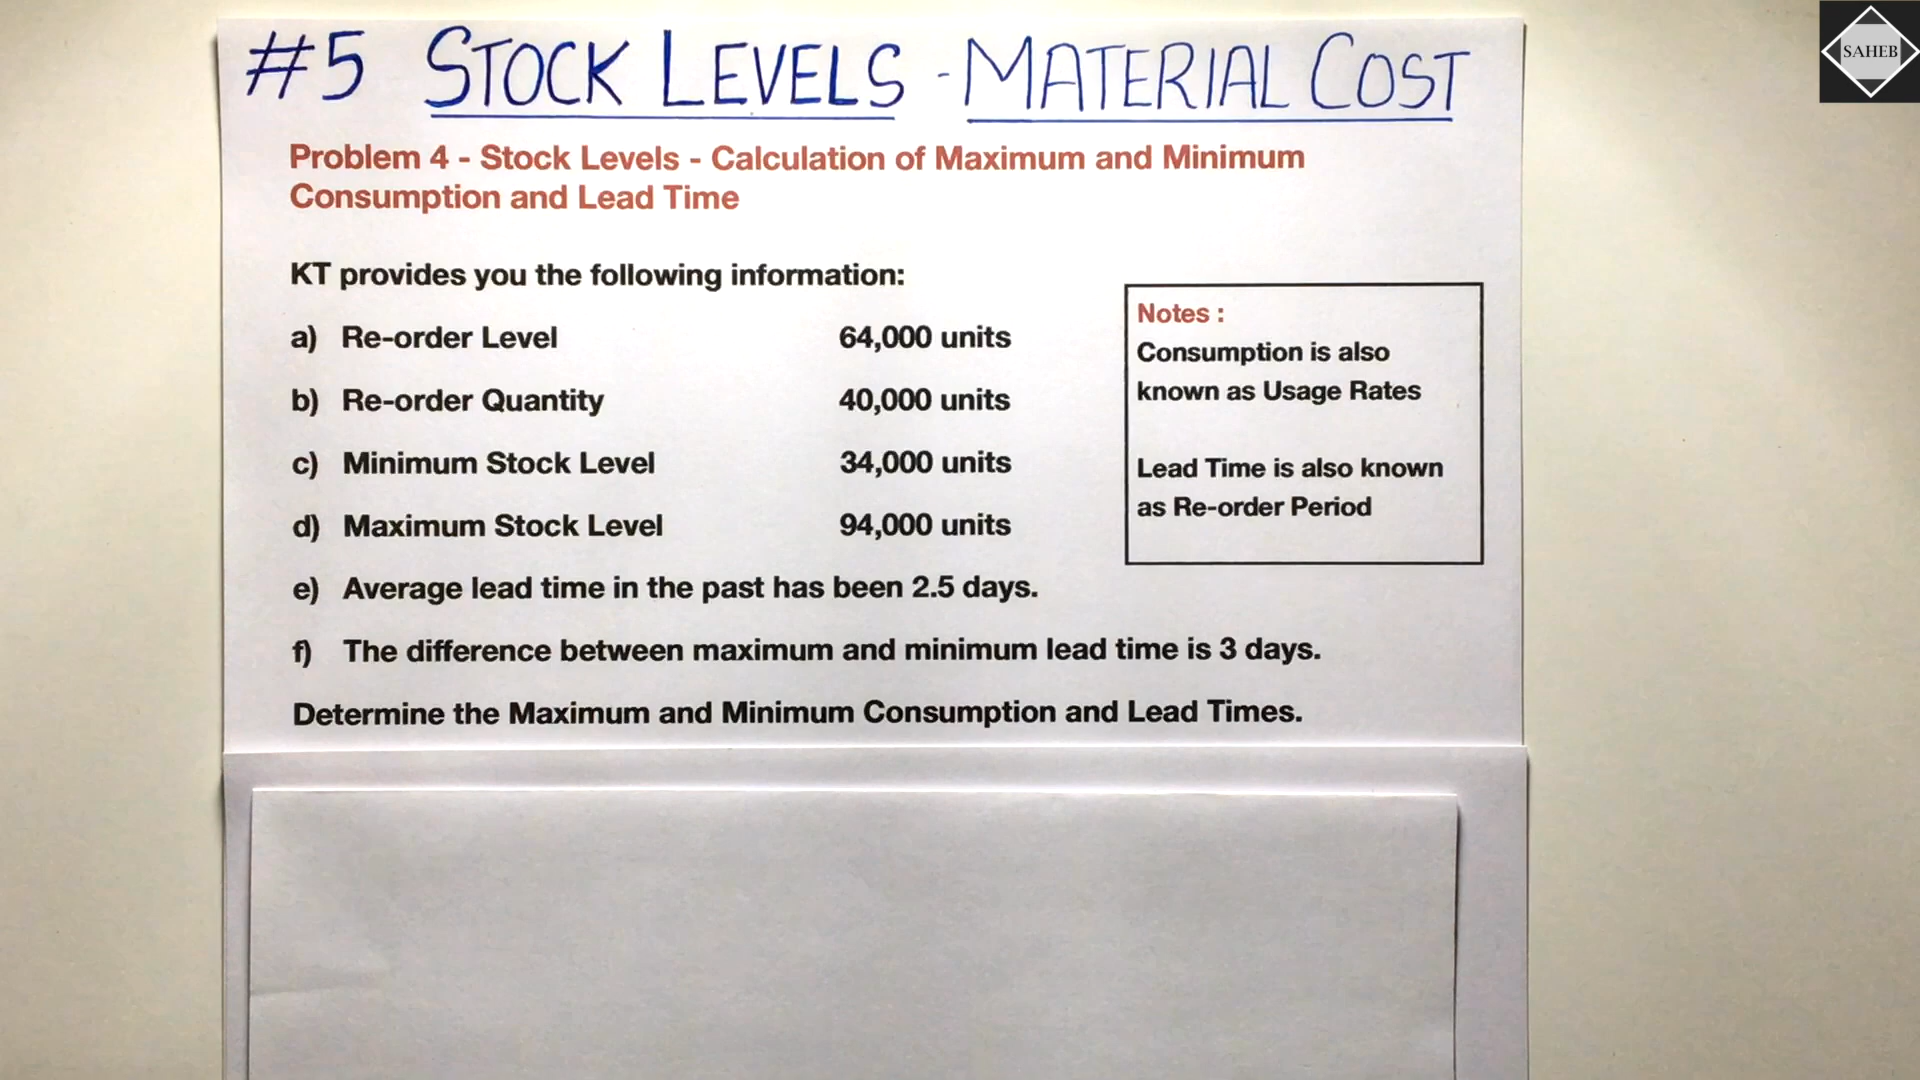 #5 STOCK LEVELS - MATERIAL COST
SAHEB
Problem 4 - Stock Levels - Calculation of Maximum and Minimum
Consumption and Lead Time
KT provides you the following information:
a) Re-order Level 64,000 units
b) Re-order Quantity 40,000 units
c) Minimum Stock Level 34,000 units
d) Maximum Stock Level 94,000 units
e) Average lead time in the past has been 2.5 days.
f) The difference between maximum and minimum lead time is 3 days.
Determine the Maximum and Minimum Consumption and Lead Times.
Notes :
Consumption is also
known as Usage Rates
Lead Time is also known
as Re-order Period